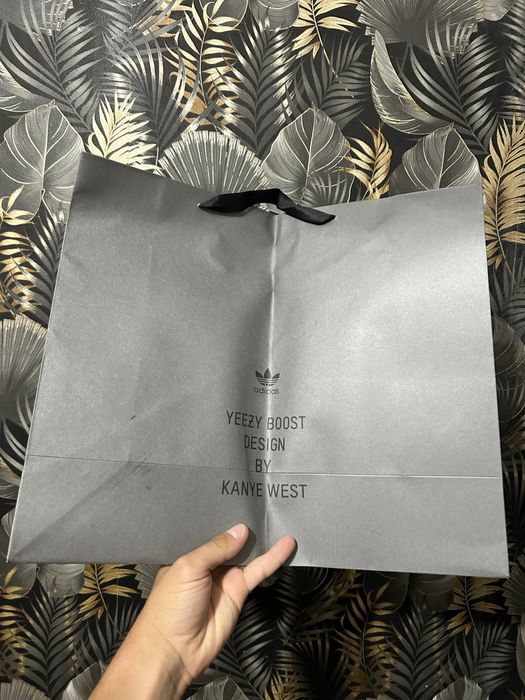 adidas
YEEZY BOOST
DESIGN
BY
KANYE WEST